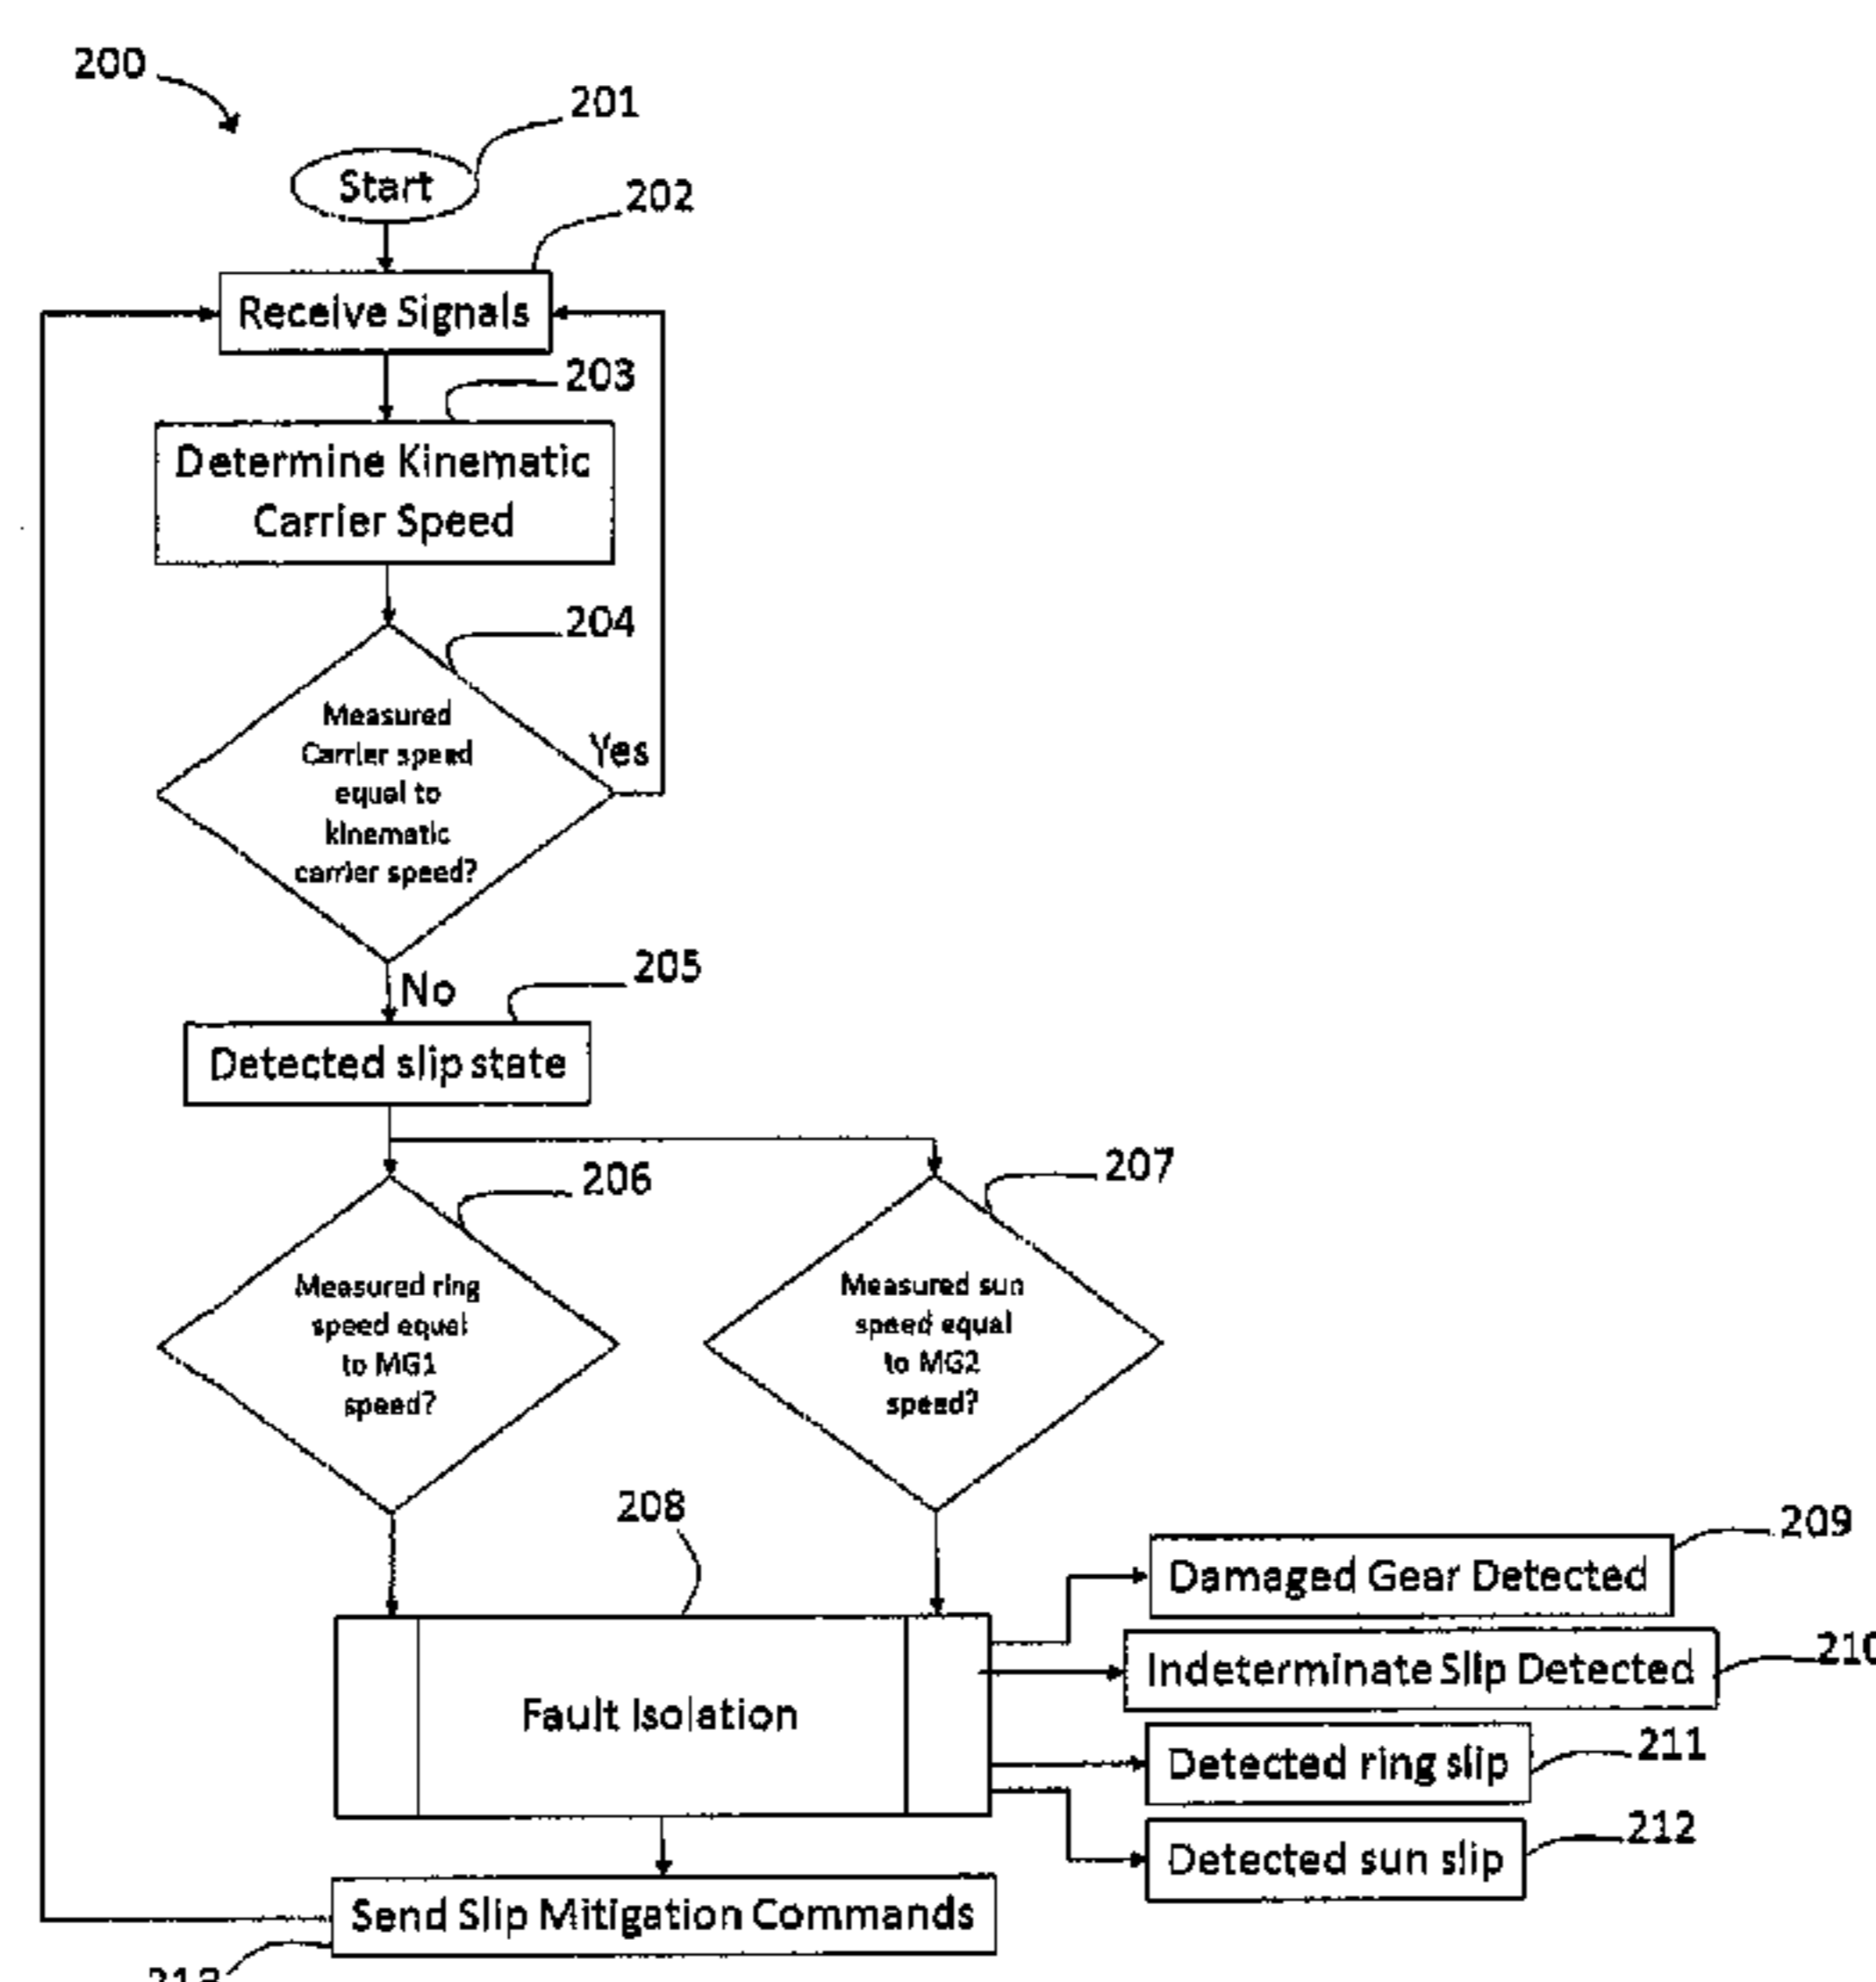 200
201
Start
202
Receive Signals
203
Determine Kinematic
Carrier Speed
204
Measured
Carrier speed
equal to
kinematic
carrier speed?
Yes
No
205
Detected slip state
206
207
Measured ring
speed equal
to MG1
speed?
Measured sun
speed equal
to MG2
speed?
208
209
Damaged Gear Detected
210
Indeterminate Slip Detected
Fault Isolation
211
Detected ring slip
212
Detected sun slip
Send Slip Mitigation Commands
213